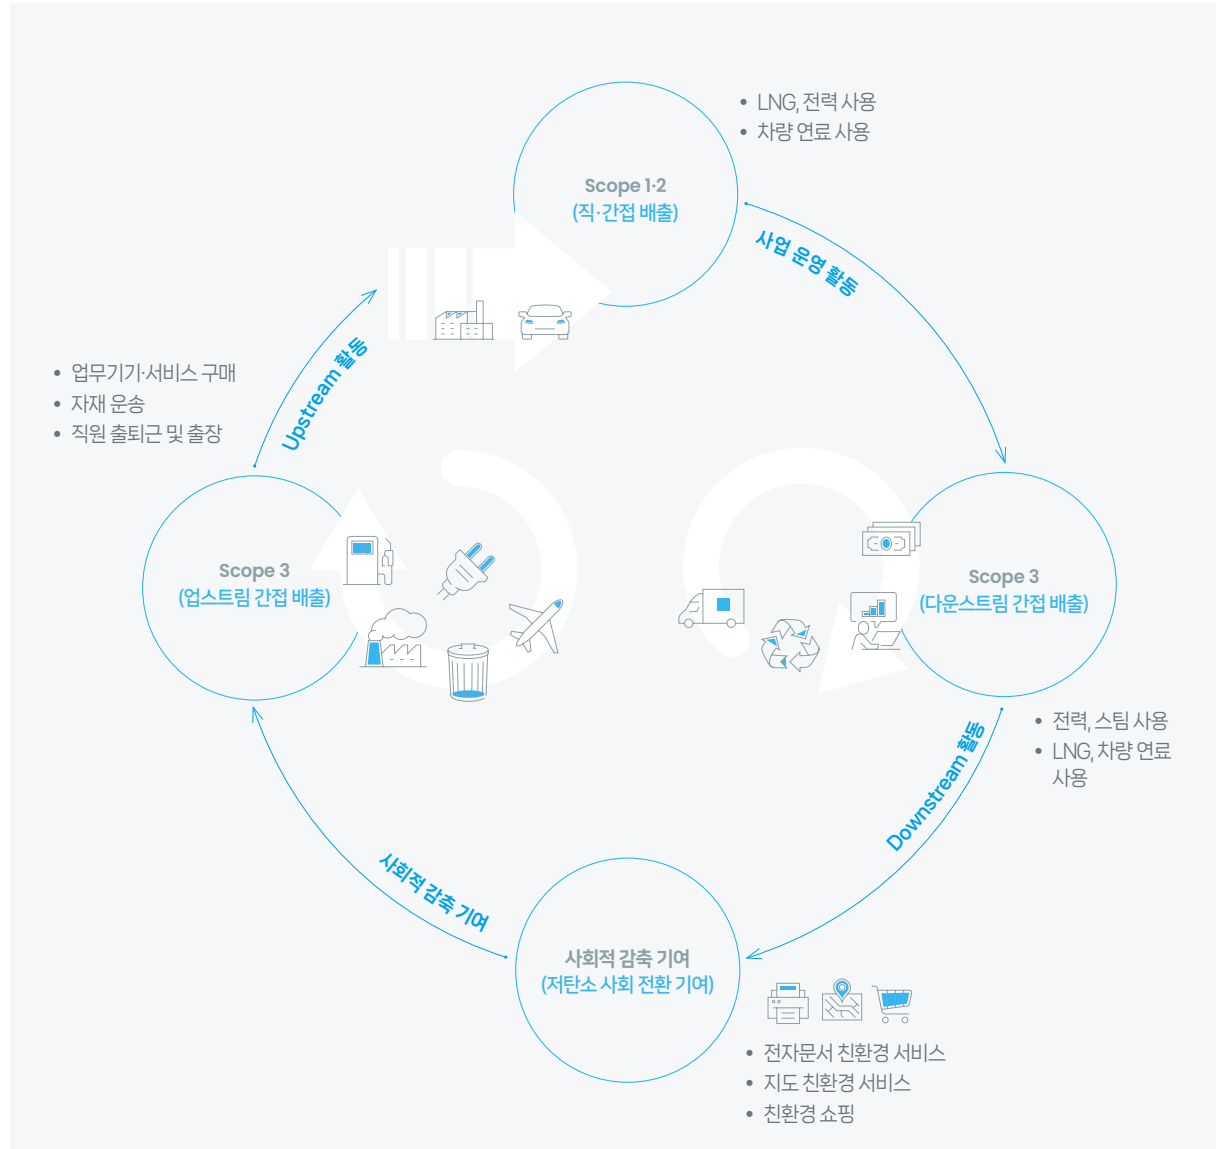 • LNG, 전력 사용
• 차량 연료 사용
Scope 1·2
(직·간접 배출)
사업 운영 활동
Upstream 활동
• 업무기기·서비스 구매
• 자재 운송
• 직원 출퇴근 및 출장
Scope 3
(업스트림 간접 배출)
Scope 3
(다운스트림 간접 배출)
• 전력, 스팀 사용
• LNG, 차량 연료
사용
Downstream 활동
사회적 감축 기여
사회적 감축 기여
(저탄소 사회 전환 기여)
• 전자문서 친환경 서비스
• 지도 친환경 서비스
• 친환경 쇼핑